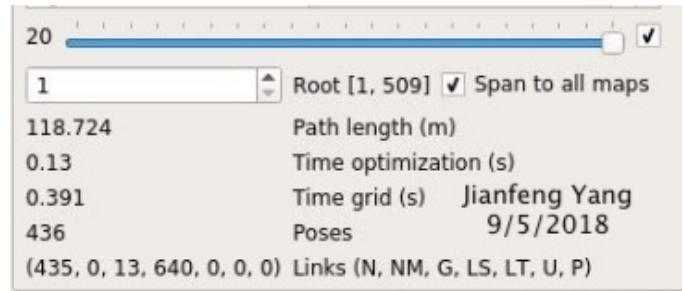 20
1 Root [1, 509] Span to all maps
118.724 Path length (m)
0.13 Time optimization (s)
0.391 Time grid (s) Jianfeng Yang
436 Poses 9/5/2018
(435, 0, 13, 640, 0, 0, 0) Links (N, NM, G, LS, LT, U, P)